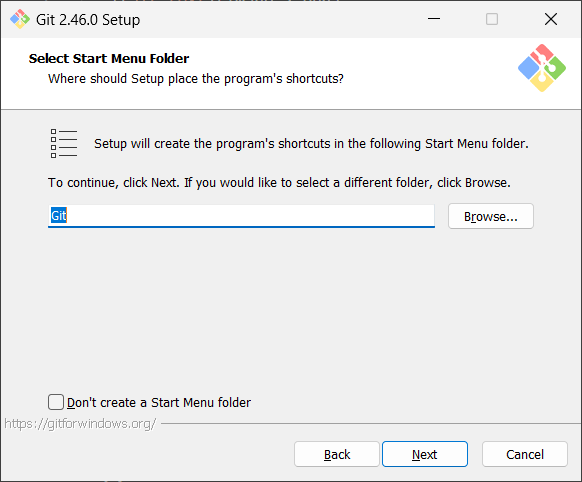 Git 2.46.0 Setup
Select Start Menu Folder
Where should Setup place the program's shortcuts?
Setup will create the program's shortcuts in the following Start Menu folder.
To continue, click Next. If you would like to select a different folder, click Browse.
Git
Browse...
Don't create a Start Menu folder
https://gitforwindows.org/
Back
Next
Cancel